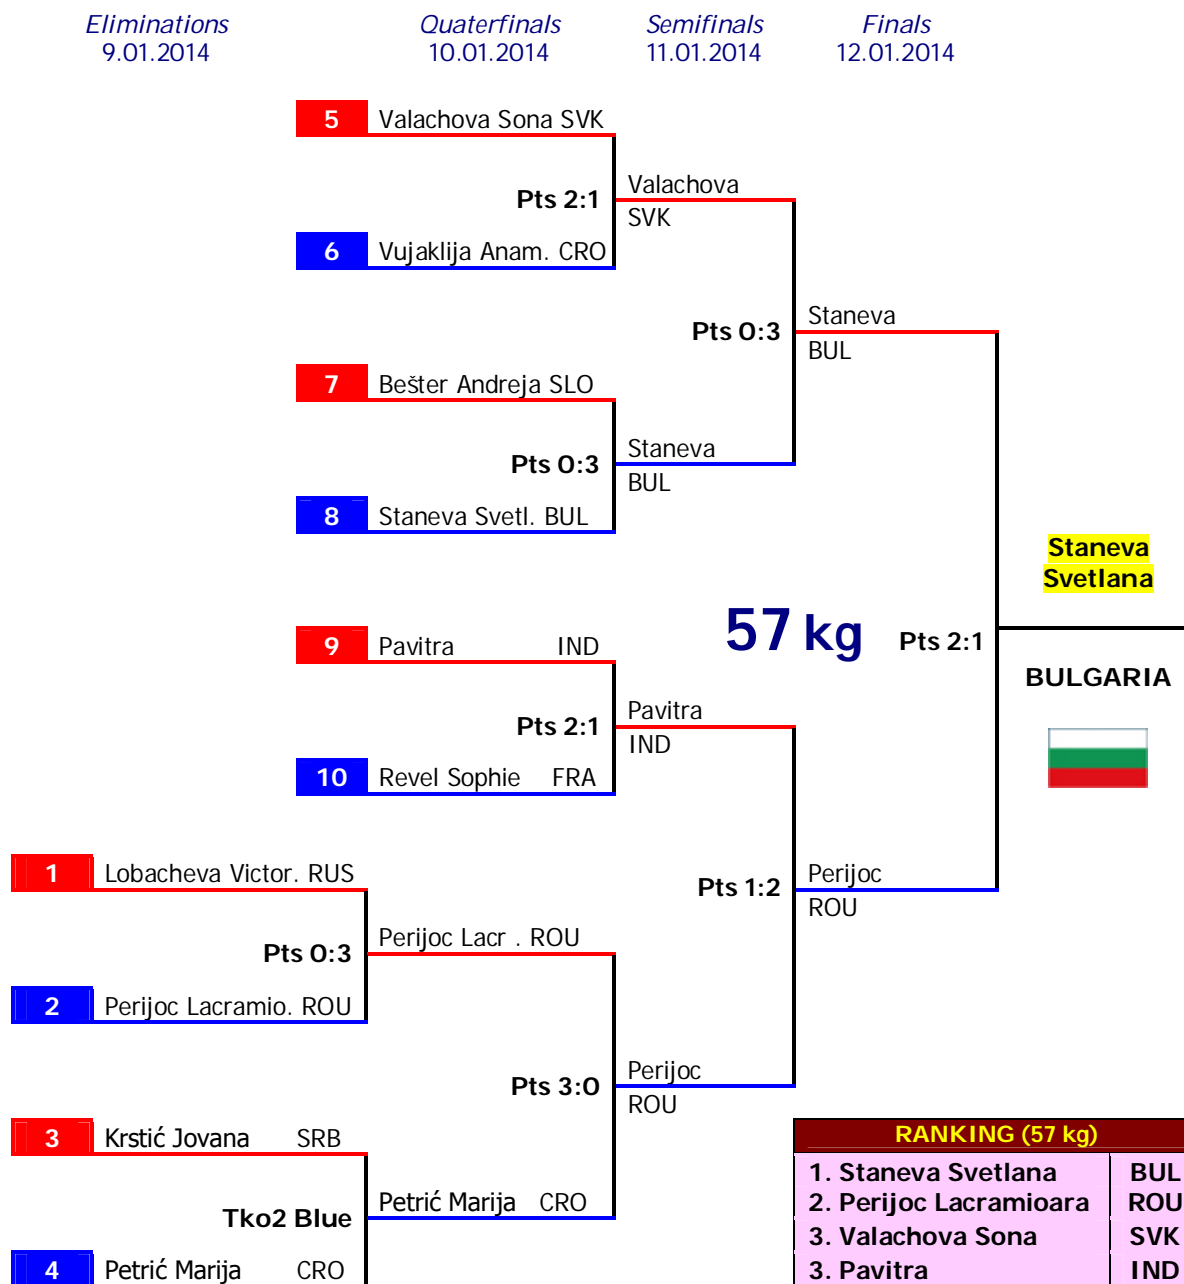 Eliminations Quaterfinals Semifinals Finals
9.01.2014 10.01.2014 11.01.2014 12.01.2014
5 Valachova Sona SVK
Pts 2:1
Valachova
SVK
6 Vujaklija Anam. CRO
Pts 0:3
Staneva
BUL
7 Bešter Andreja SLO
Pts 0:3
Staneva
BUL
8 Staneva Svetl. BUL
Staneva
Svetlana
57 kg
Pts 2:1
BULGARIA
9 Pavitra IND
Pts 2:1
Pavitra
IND
10 Revel Sophie FRA
1 Lobacheva Victor. RUS
Pts 1:2
Perijoc
ROU
Pts 0:3
Perijoc Lacr . ROU
2 Perijoc Lacramio. ROU
Pts 3:0
Perijoc
ROU
3 Krstić Jovana SRB
Tko2 Blue
Petrić Marija CRO
4 Petrić Marija CRO
RANKING (57 kg)
1. Staneva Svetlana BUL
2. Perijoc Lacramioara ROU
3. Valachova Sona SVK
3. Pavitra IND